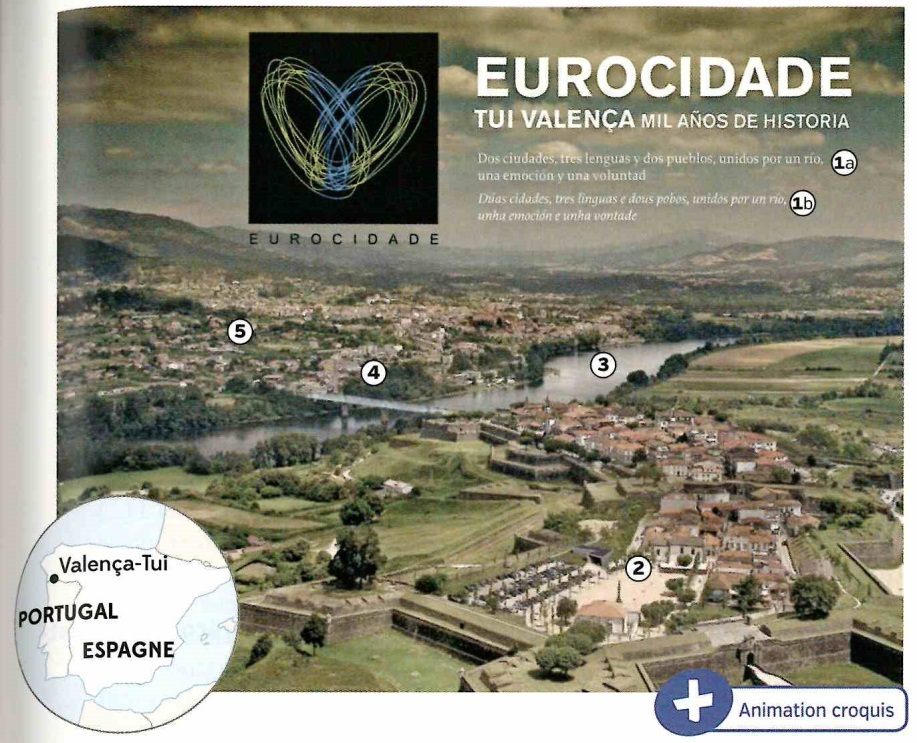 EUROCIDADE
TUI VALENÇA MIL AÑOS DE HISTORIA
Dos ciudades, tres lenguas y dos pueblos, unidos por un río,
una emoción y una voluntad
1a
Dúas cidades, tres linguas e dous pobos, unidos por un río,
unha emoción e unha vontade
1b
EUROCIDADE
5
4
3
2
Valença-Tui
PORTUGAL
ESPAGNE
Animation croquis